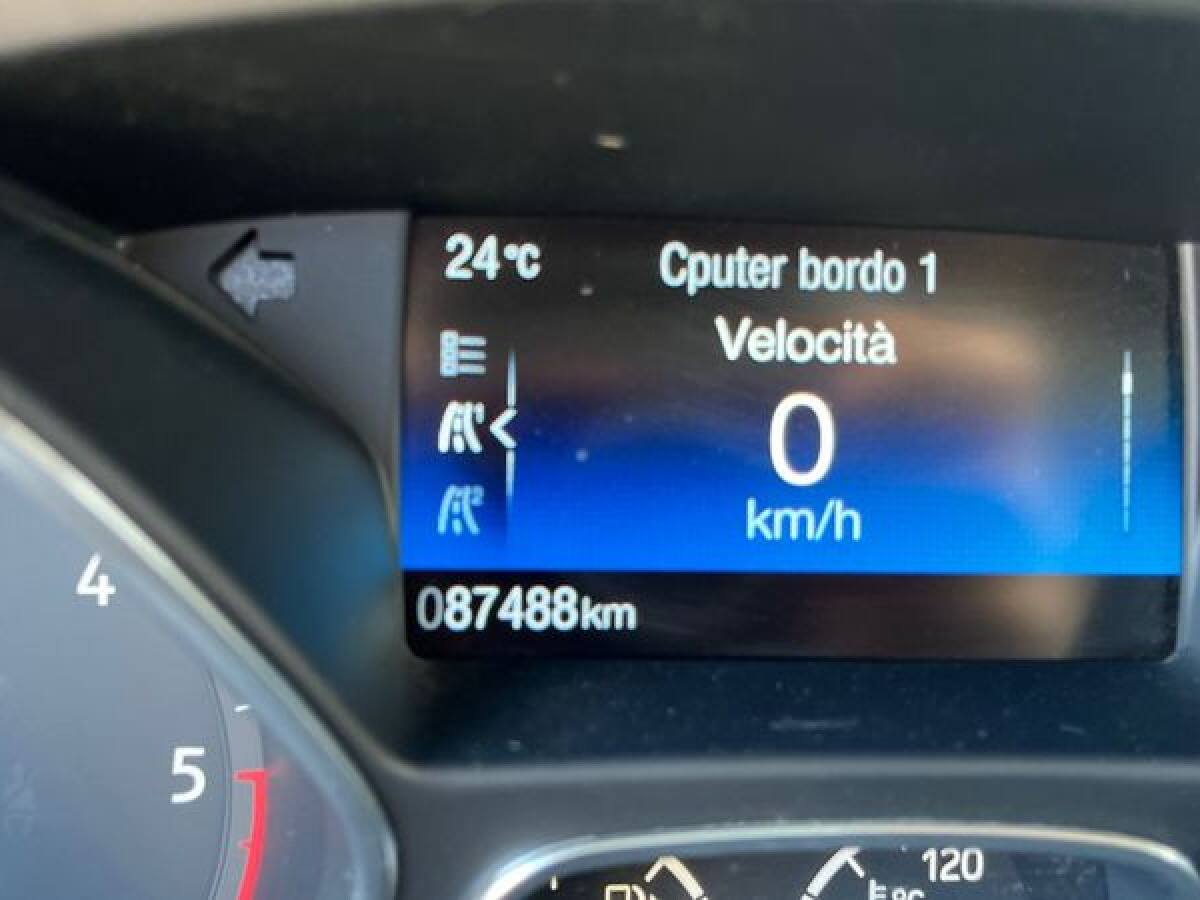 24°C
Cputer bordo 1
Velocità
0
km/h
087488km
4
5
120
°C